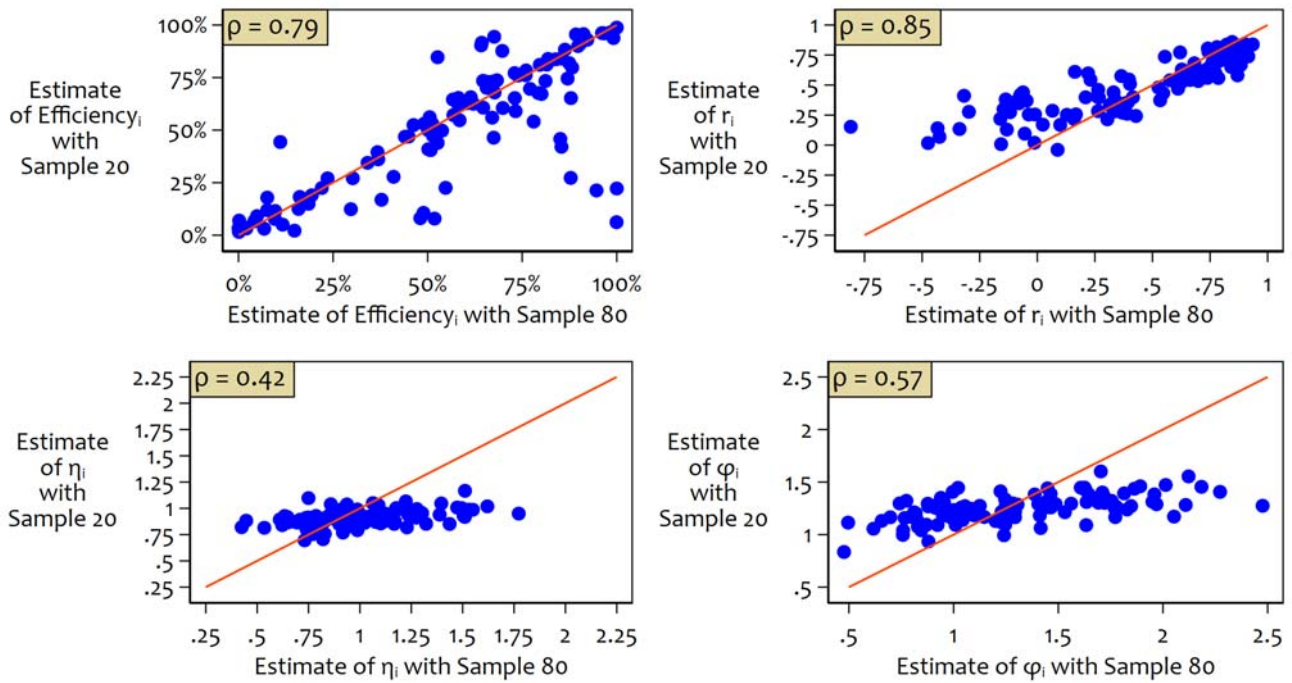 ρ = 0.79
100%
75%
50%
25%
0%
Estimate
of Efficiencyᵢ
with
Sample 20
0% 25% 50% 75% 100%
Estimate of Efficiencyᵢ with Sample 80
ρ = 0.85
1
.75
.5
.25
0
-.25
-.5
-.75
Estimate
of rᵢ
with
Sample 20
-.75 -.5 -.25 0 .25 .5 .75 1
Estimate of rᵢ with Sample 80
ρ = 0.42
2.25
2
1.75
1.5
1.25
1
.75
.5
.25
Estimate
of ηᵢ
with
Sample 20
.25 .5 .75 1 1.25 1.5 1.75 2 2.25
Estimate of ηᵢ with Sample 80
ρ = 0.57
2.5
2
1.5
1
.5
Estimate
of φᵢ
with
Sample 20
.5 1 1.5 2 2.5
Estimate of φᵢ with Sample 80